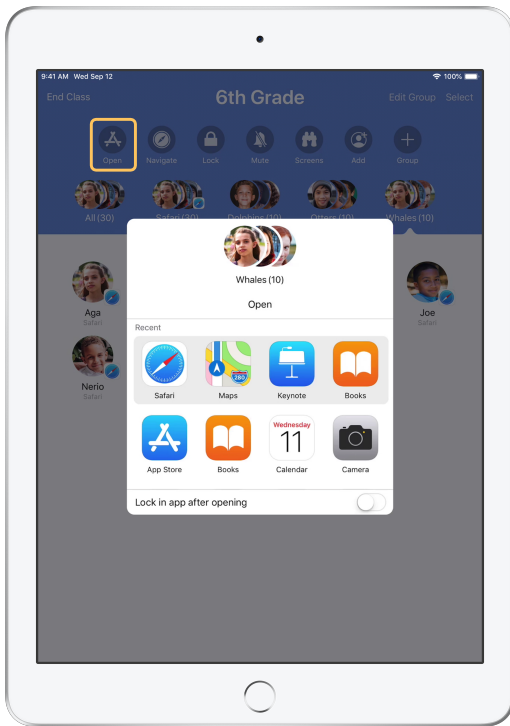 9:41 AM Wed Sep 12
100%
End Class
6th Grade
Edit Group Select
Open Navigate Lock Mute Screens Add Group
All (30) Safari (30) Dolphins (10) Otters (10) Whales (10)
Whales (10)
Open
Aga
Safari
Joe
Safari
Nerio
Safari
Recent
Safari Maps Keynote Books
280
Wednesday
11
App Store Books Calendar Camera
Lock in app after opening